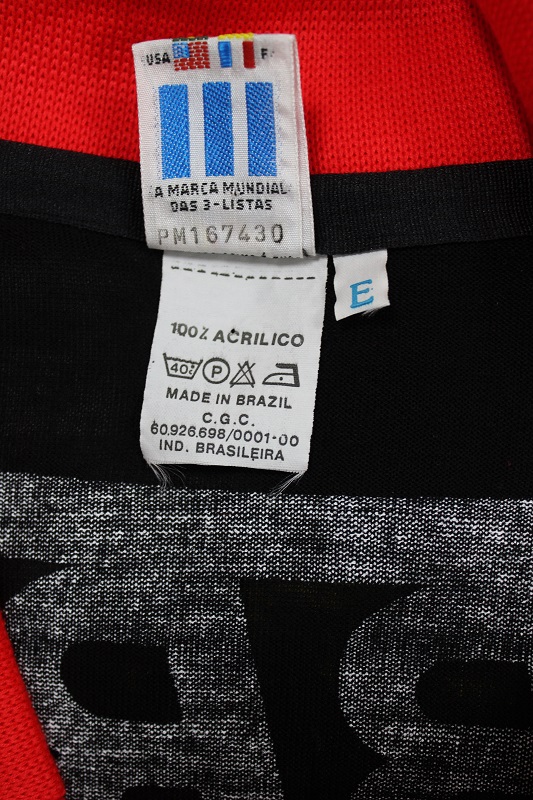 USA F
A MARCA MUNDIAL
DAS 3-LISTAS
PM167430
E
100% ACRILICO
40° P
MADE IN BRAZIL
C.G.C.
60.926.698/0001-00
IND. BRASILEIRA